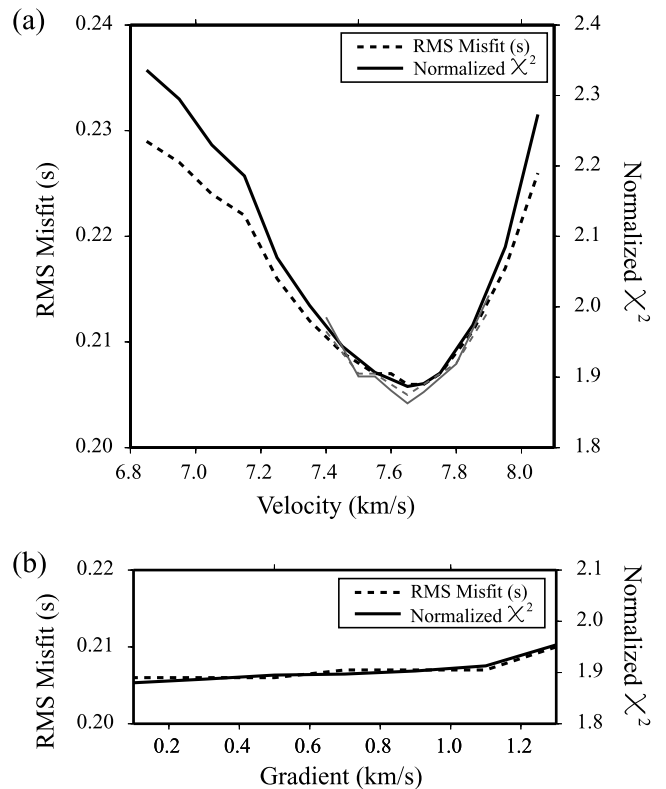 (a)
0.24
0.23
0.22
0.21
0.20
RMS Misfit (s)
2.4
2.3
2.2
2.1
2.0
1.9
1.8
Normalized χ²
RMS Misfit (s)
Normalized χ²
6.8 7.0 7.2 7.4 7.6 7.8 8.0
Velocity (km/s)
(b)
0.22
0.21
0.20
RMS Misfit (s)
2.1
2.0
1.9
1.8
Normalized χ²
RMS Misfit (s)
Normalized χ²
0.2 0.4 0.6 0.8 1.0 1.2
Gradient (km/s)